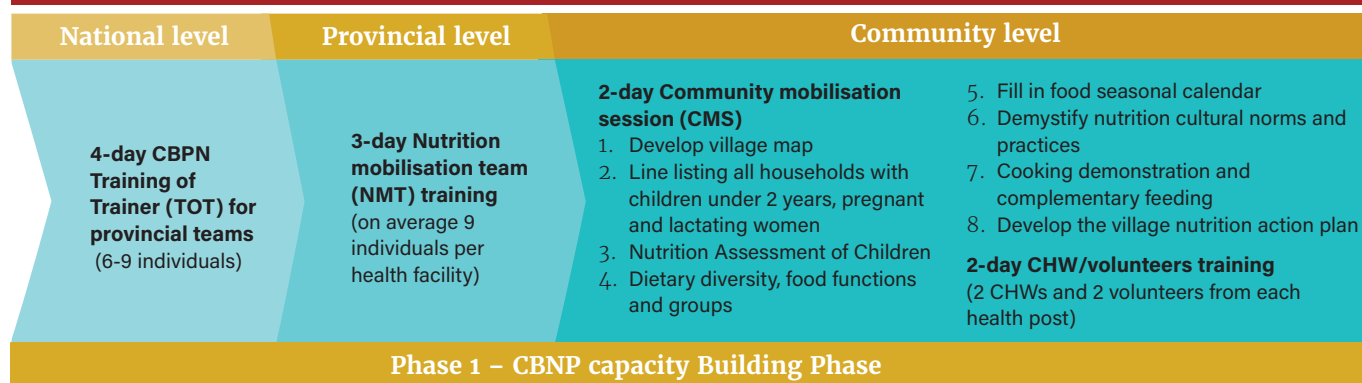 National level
Provincial level
Community level
4-day CBPN
Training of
Trainer (TOT) for
provincial teams
(6-9 individuals)
3-day Nutrition
mobilisation team
(NMT) training
(on average 9
individuals per
health facility)
2-day Community mobilisation
session (CMS)
1. Develop village map
2. Line listing all households with
children under 2 years, pregnant
and lactating women
3. Nutrition Assessment of Children
4. Dietary diversity, food functions
and groups
5. Fill in food seasonal calendar
6. Demystify nutrition cultural norms and
practices
7. Cooking demonstration and
complementary feeding
8. Develop the village nutrition action plan
2-day CHW/volunteers training
(2 CHWs and 2 volunteers from each
health post)
Phase 1 – CBNP capacity Building Phase